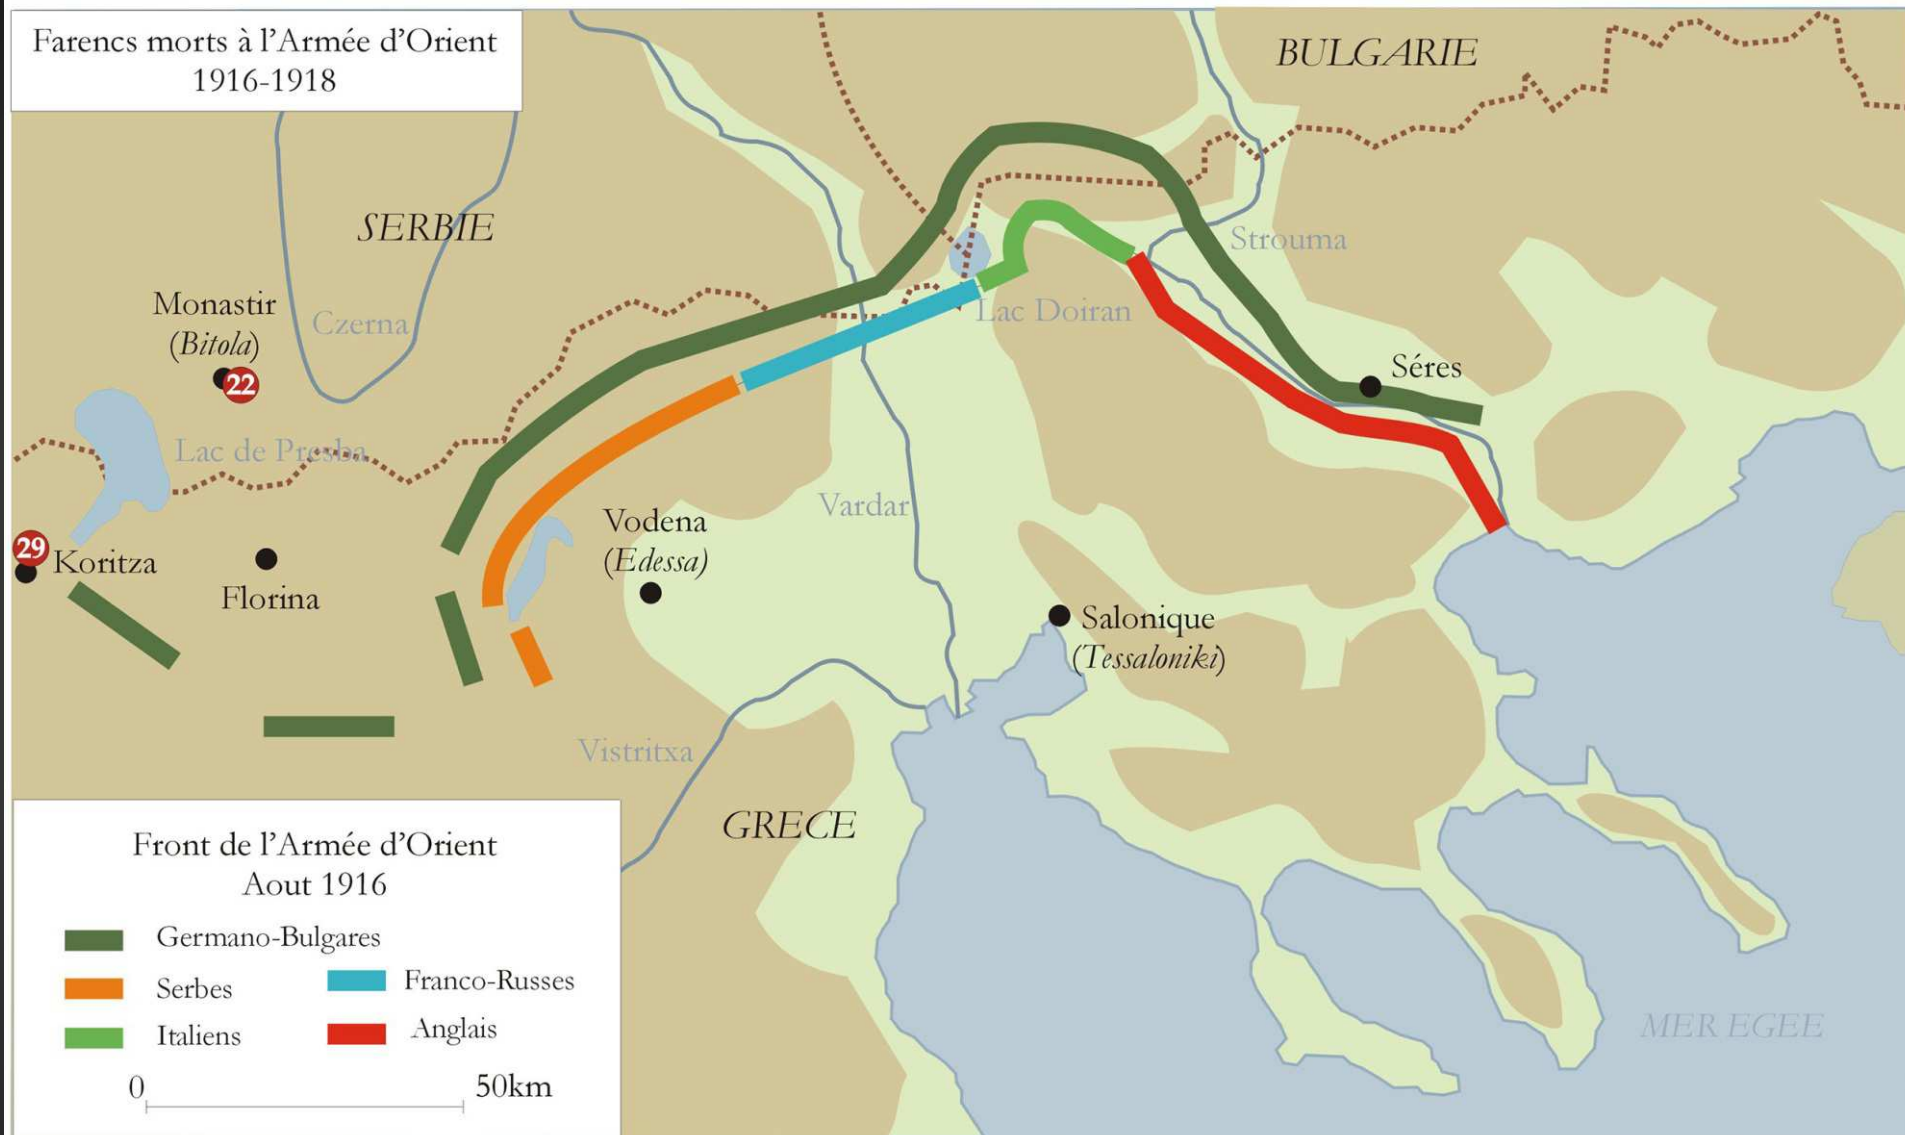 Farencs morts à l'Armée d'Orient
1916-1918
BULGARIE
SERBIE
Strouma
Monastir
(Bitola)
22
Czerna
Lac Doiran
Séres
Lac de Presba
Vardar
Vodena
(Edessa)
29
Koritza
Florina
Salonique
(Tessaloniki)
Vistritxa
GRECE
MER EGEE
Front de l'Armée d'Orient
Aout 1916
Germano-Bulgares
Serbes
Franco-Russes
Italiens
Anglais
0
50km